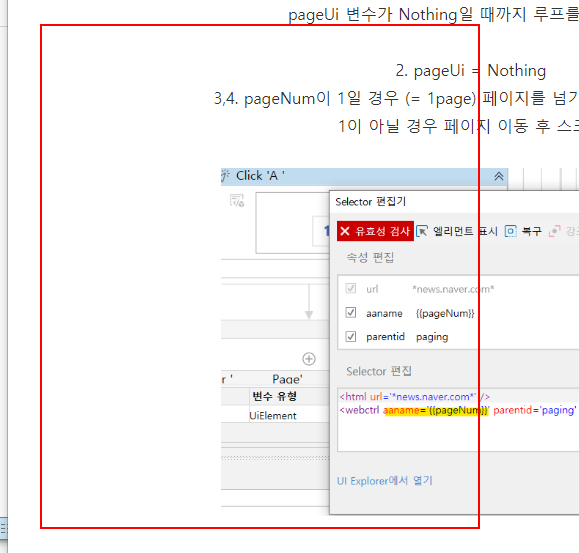 pageUi 변수가 Nothing일 때까지 루프를
2. pageUi = Nothing
3,4. pageNum이 1일 경우 (= 1page) 페이지를
1이 아닐 경우 페이지 이동 후
Click 'A '
1
Selector 편집기
유효성 검사 엘리먼트 표시 복구
속성 편집
url *news.naver.com*
aaname {{pageNum}}
parentid paging
Page'
변수 유형
UiElement
Selector 편집
<html url='*news.naver.com*' />
<webctrl aaname='{{pageNum}}' parentid='paging'
UI Explorer에서 열기